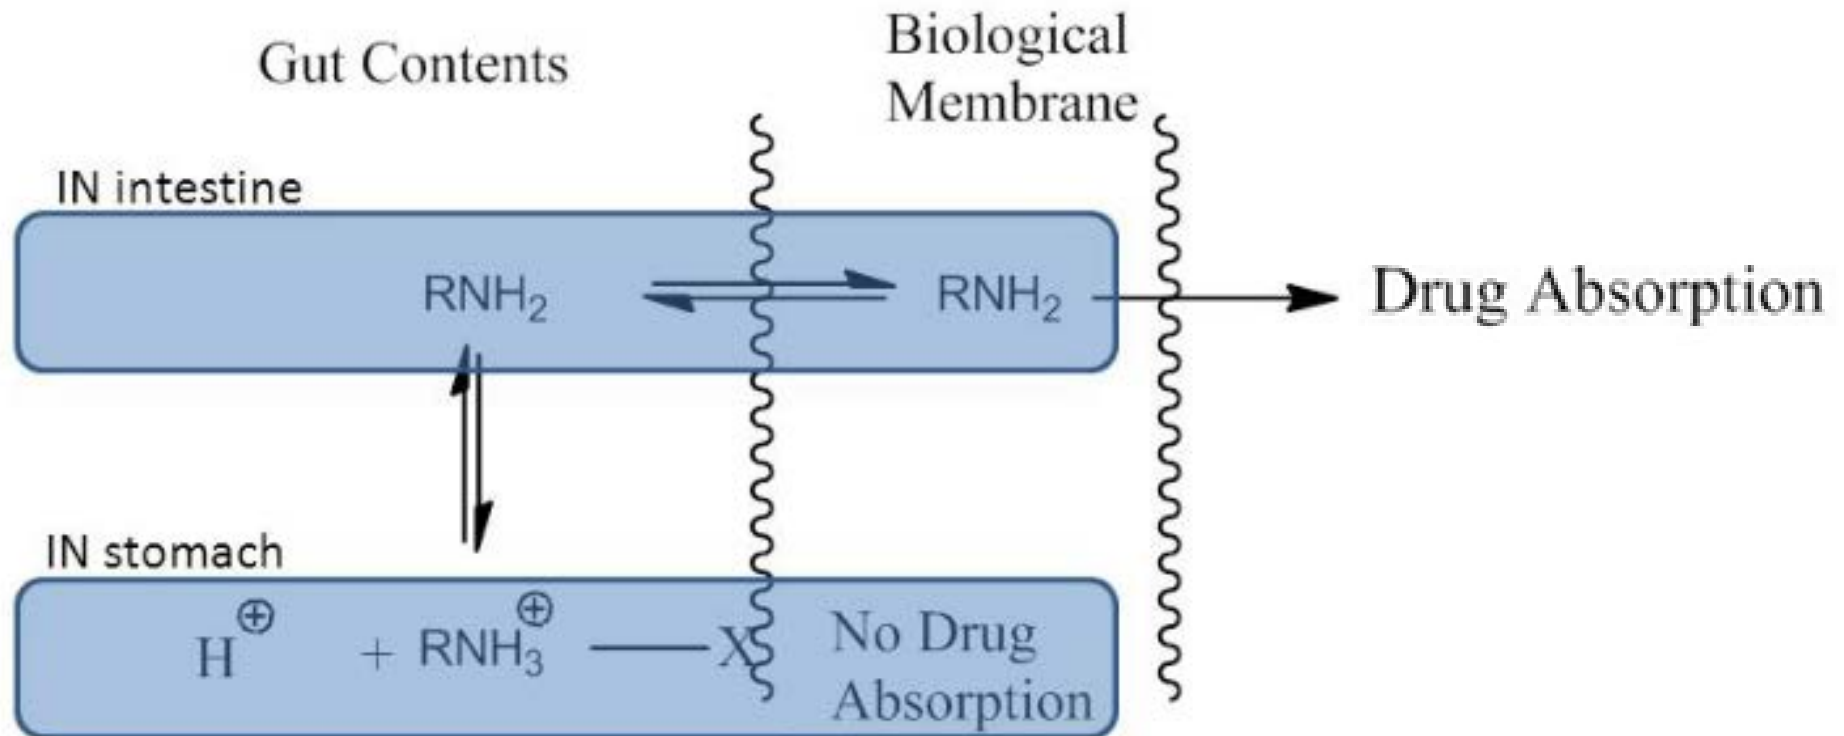 Gut Contents
Biological
Membrane
IN intestine
RNH₂
RNH₂
Drug Absorption
IN stomach
H⊕ + RNH₃⊕ X
No Drug
Absorption